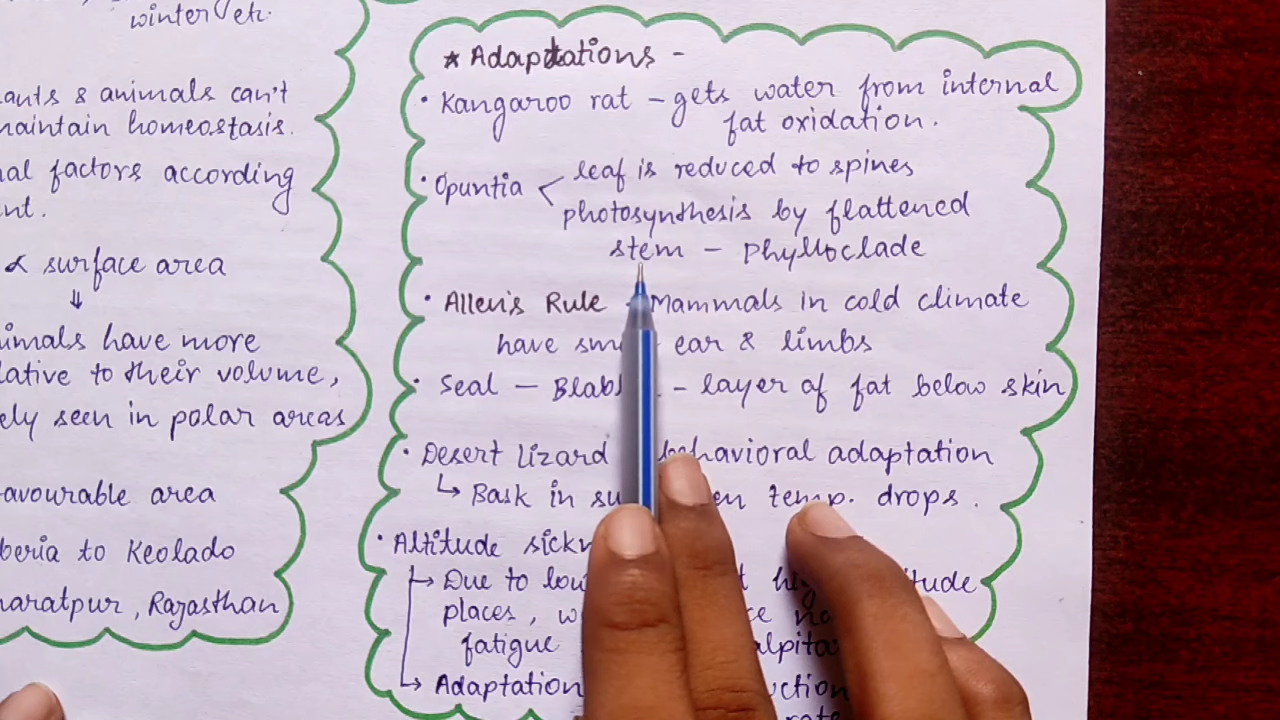 winter etc.
ants & animals can't
maintain homeostasis.
al factors according
nt.
∝ surface area
⇓
imals have more
lative to their volume,
ely seen in polar areas
avourable area
beria to Keolado
haratpur, Rajasthan
* Adaptations -
• Kangaroo rat - gets water from internal
fat oxidation.
• Opuntia < leaf is reduced to spines
photosynthesis by flattened
stem - Phylloclade
• Allen's Rule - Mammals in cold climate
have ear & limbs
• Seal - - layer of fat below skin
• Desert lizard behavioral adaptation
↳ Bask in temp. drops.
• Altitude
→ Due to
places,
fatigue
↳ Adaptation